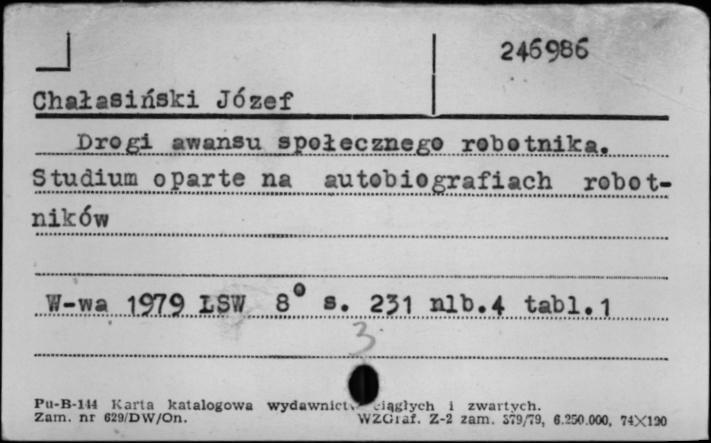 246986
Chałasiński Józef
Drogi awansu społecznego robotnika.
Studium oparte na autobiografiach robot-
ników
W-wa 1979 LSW 8° s. 231 nlb.4 tabl.1
3
Pu-B-144 Karta katalogowa wydawnictw ciągłych i zwartych.
Zam. nr 629/DW/On. WZGraf. Z-2 zam. 379/79, 6.250.000, 74X120